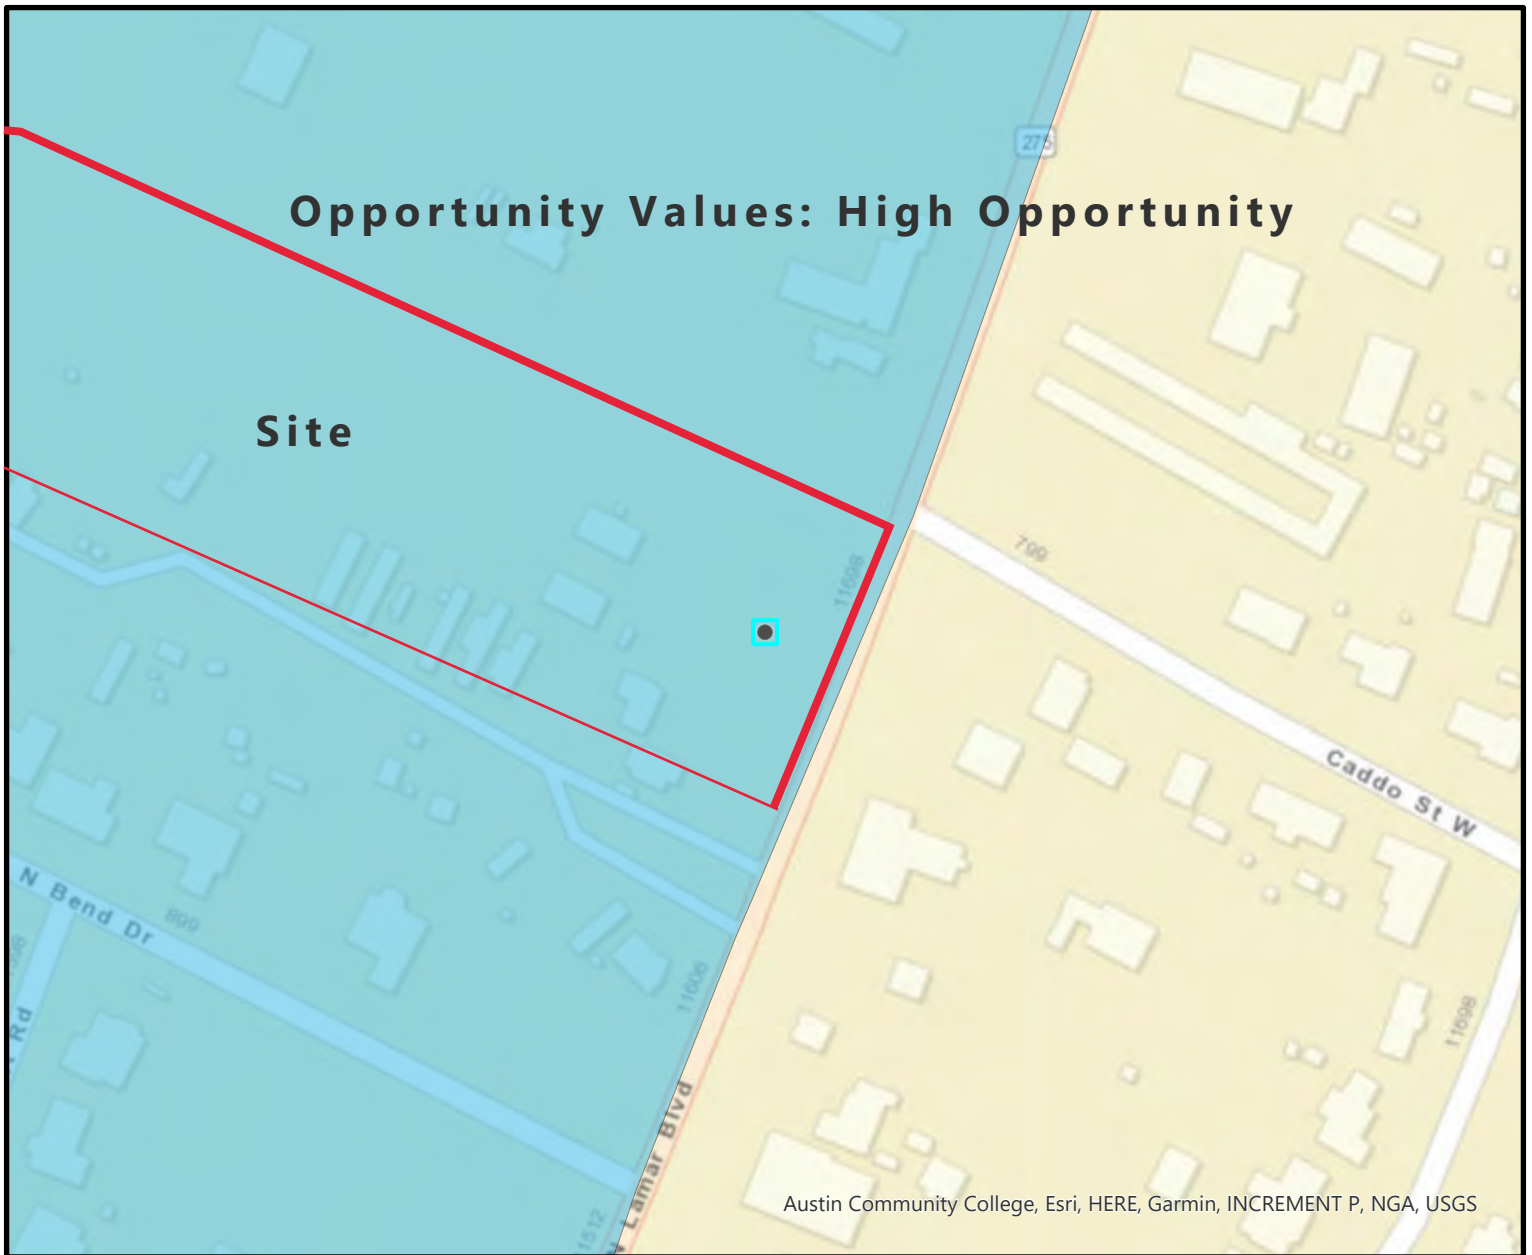 275
Opportunity Values: High Opportunity
Site
799
11698
Caddo St W
N Bend Dr
899
Rd
11606
11698
N Lamar Blvd
Austin Community College, Esri, HERE, Garmin, INCREMENT P, NGA, USGS
11512